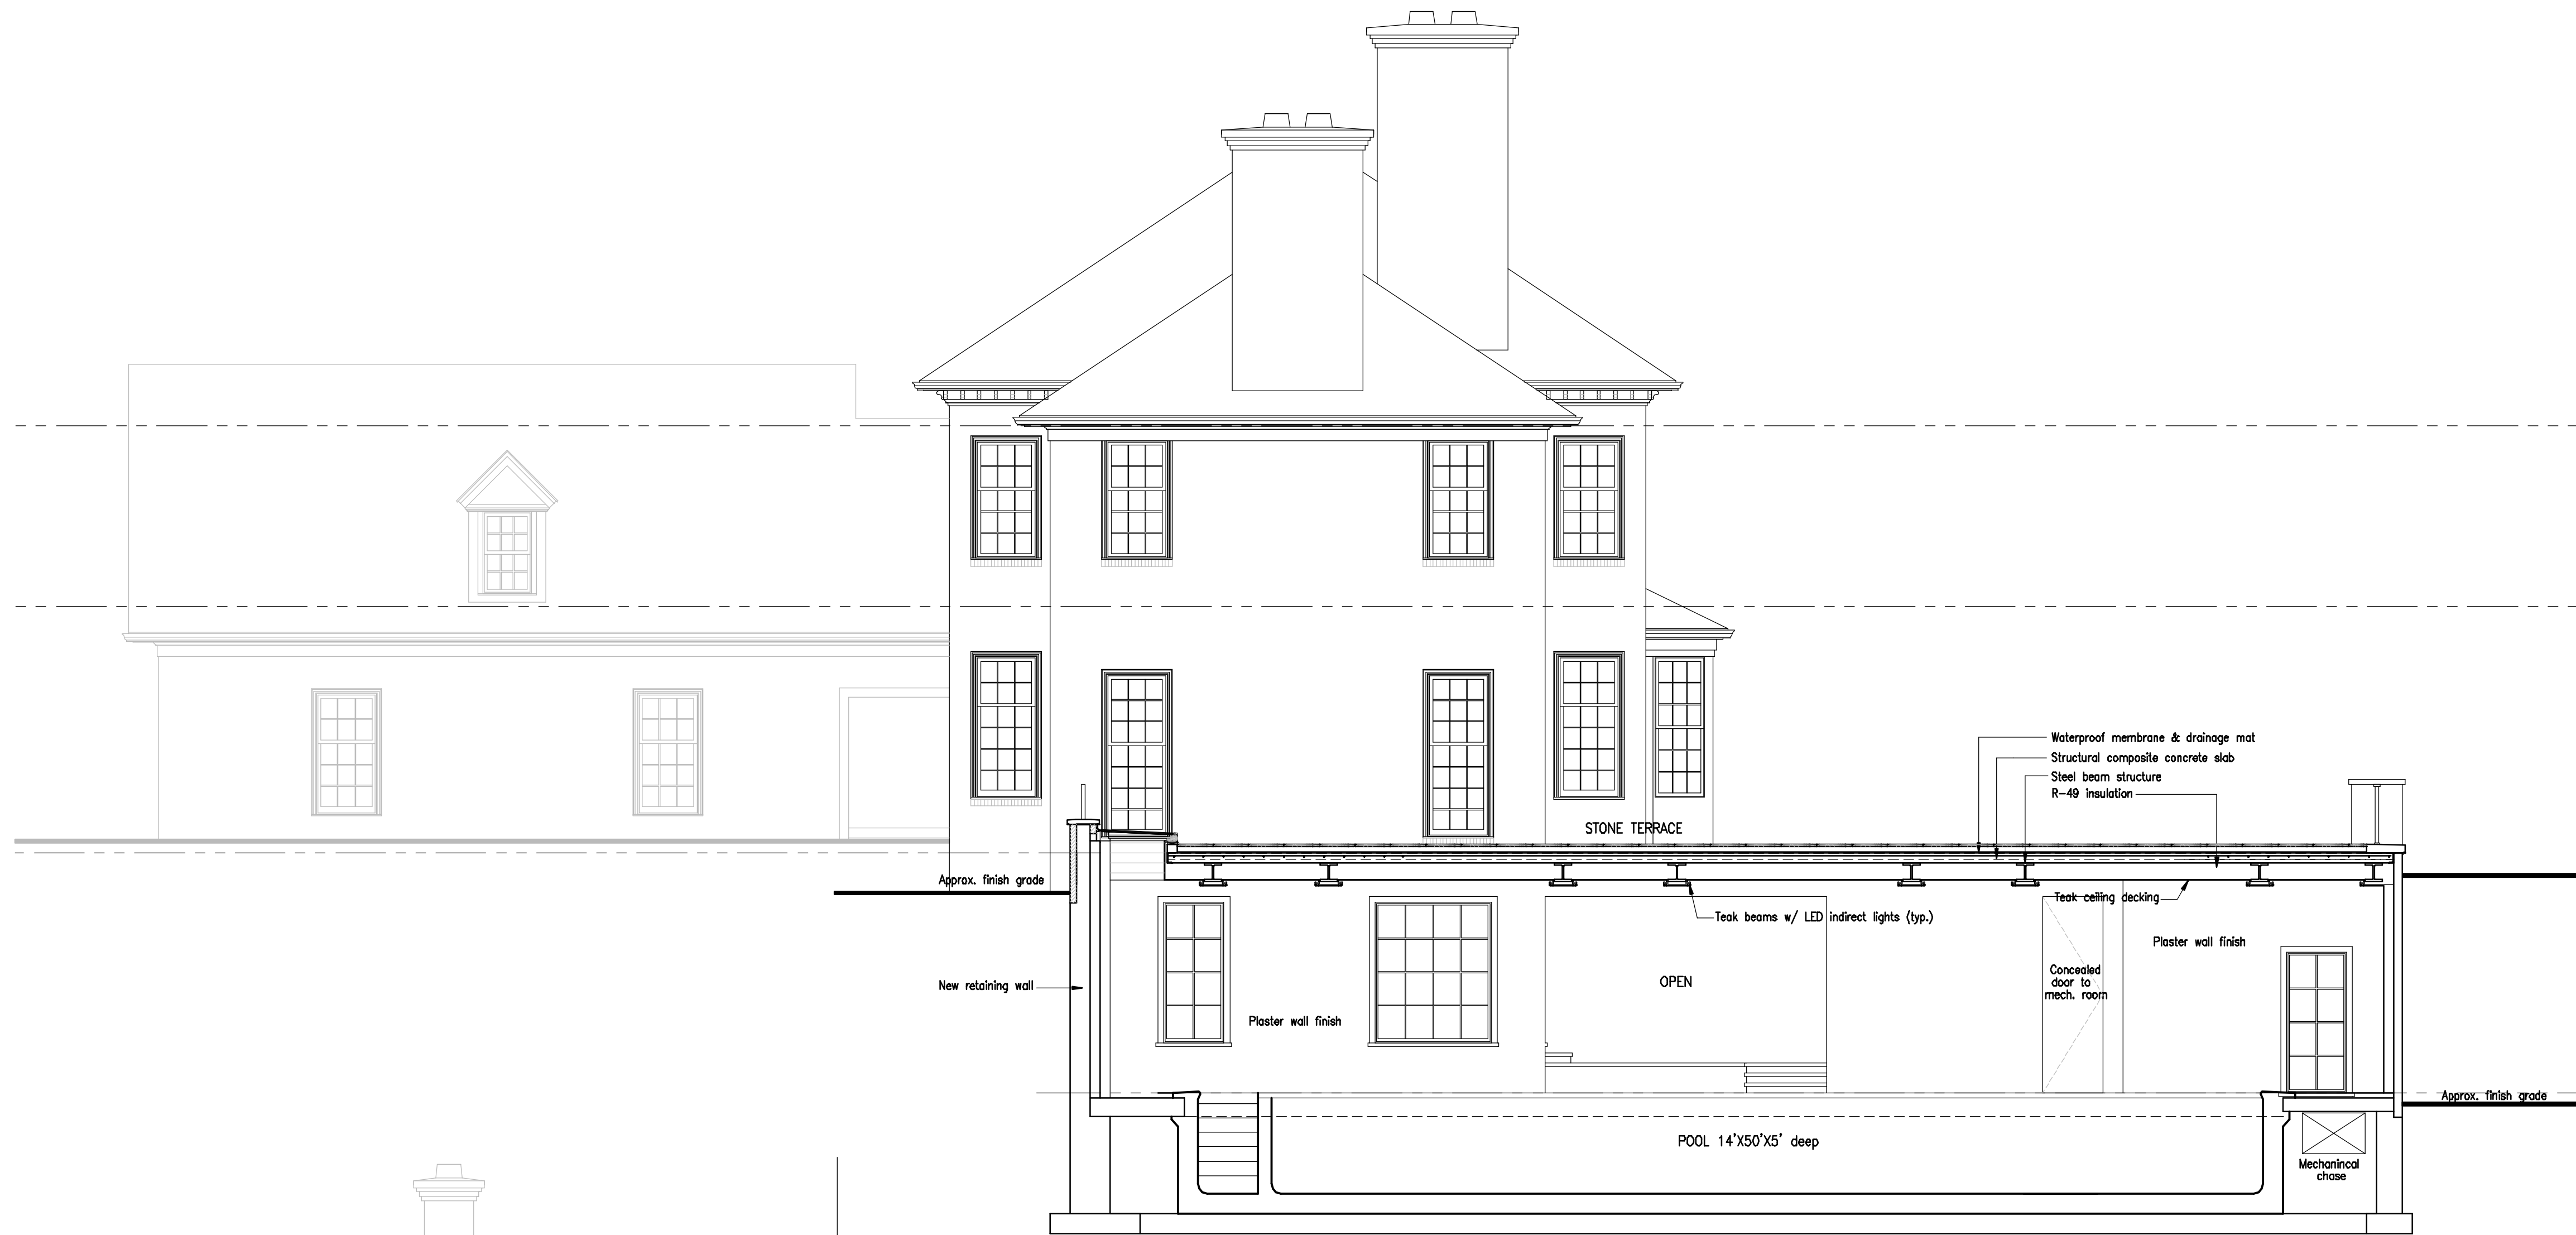 Waterproof membrane & drainage mat
Structural composite concrete slab
Steel beam structure
R-49 insulation
STONE TERRACE
Approx. finish grade
Teak ceiling decking
Teak beams w/ LED indirect lights (typ.)
Plaster wall finish
Concealed
door to
mech. room
OPEN
New retaining wall
Plaster wall finish
Approx. finish grade
POOL 14'X50'X5' deep
Mechanincal
chase